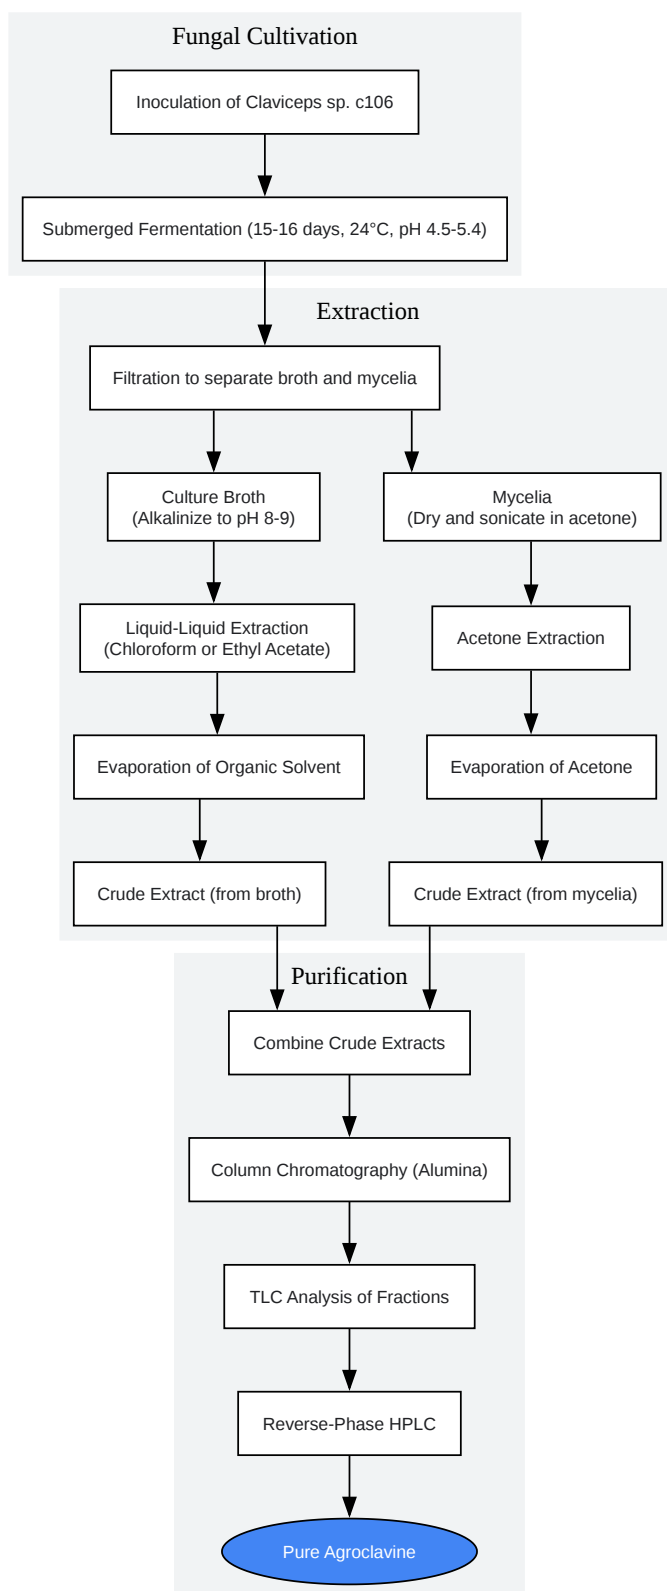 Fungal Cultivation
Inoculation of Claviceps sp. c106
Submerged Fermentation (15-16 days, 24°C, pH 4.5-5.4)
Extraction
Filtration to separate broth and mycelia
Culture Broth
(Alkalinize to pH 8-9)
Mycelia
(Dry and sonicate in acetone)
Liquid-Liquid Extraction
(Chloroform or Ethyl Acetate)
Acetone Extraction
Evaporation of Organic Solvent
Evaporation of Acetone
Crude Extract (from broth)
Crude Extract (from mycelia)
Purification
Combine Crude Extracts
Column Chromatography (Alumina)
TLC Analysis of Fractions
Reverse-Phase HPLC
Pure Agroclavine